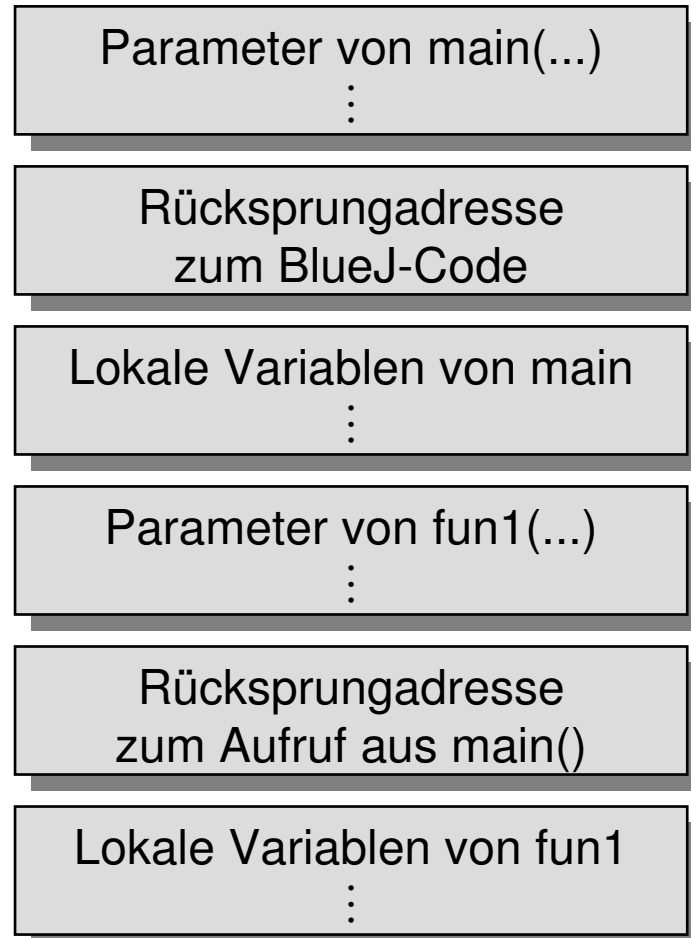 Parameter von main(...)
⋮
Rücksprungadresse
zum BlueJ-Code
Lokale Variablen von main
⋮
Parameter von fun1(...)
⋮
Rücksprungadresse
zum Aufruf aus main()
Lokale Variablen von fun1
⋮